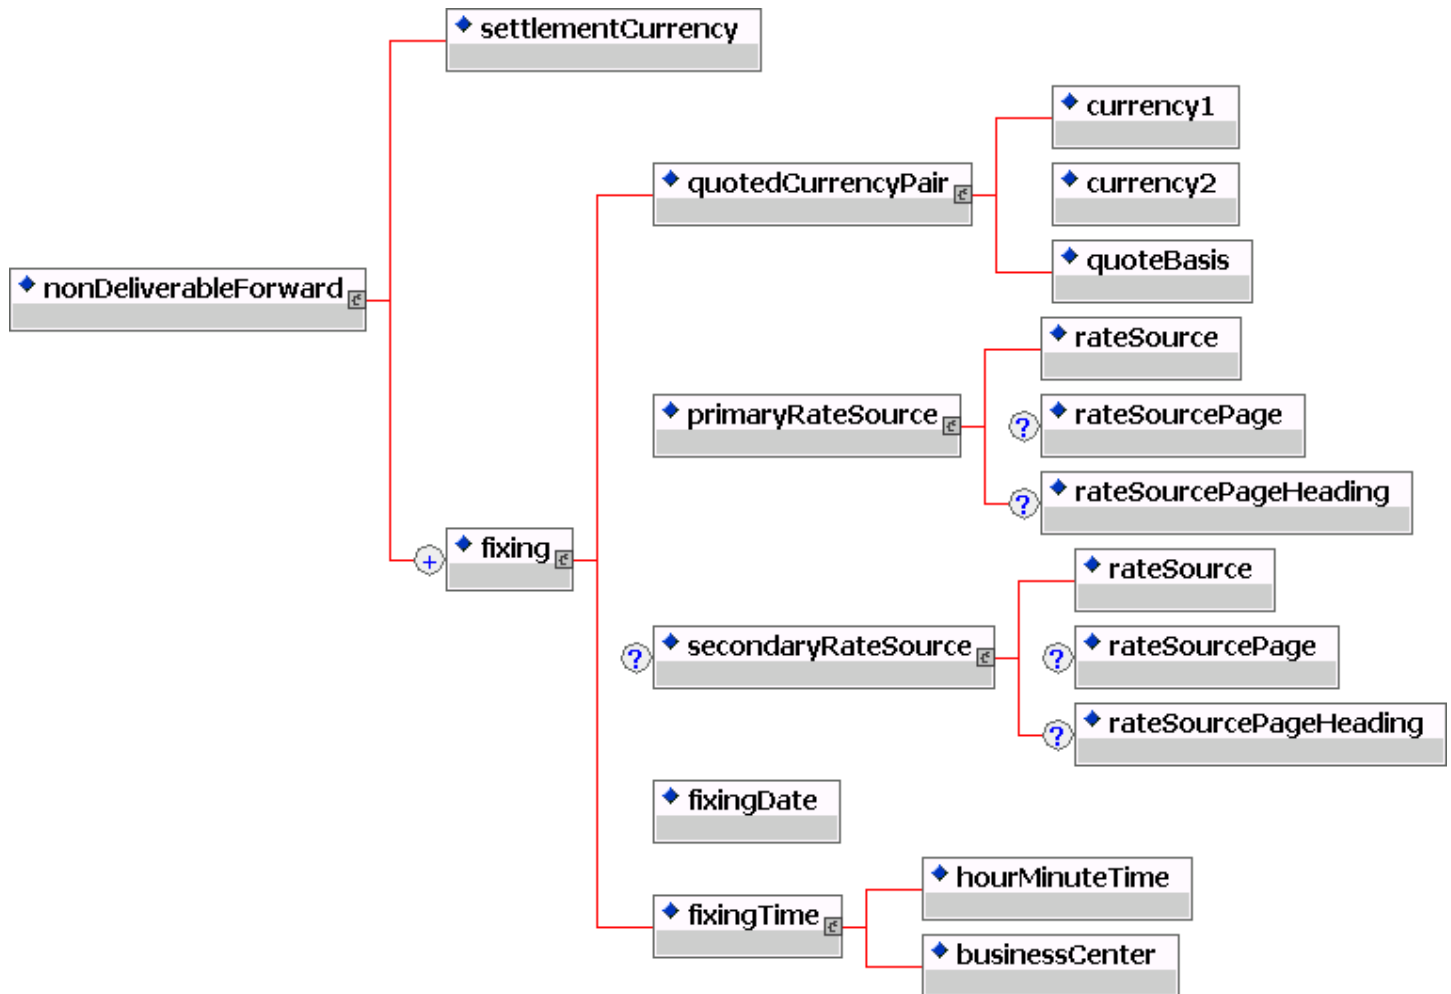 settlementCurrency
currency1
quotedCurrencyPair
currency2
quoteBasis
nonDeliverableForward
rateSource
primaryRateSource
? rateSourcePage
? rateSourcePageHeading
+ fixing
rateSource
? secondaryRateSource
? rateSourcePage
? rateSourcePageHeading
fixingDate
hourMinuteTime
fixingTime
businessCenter